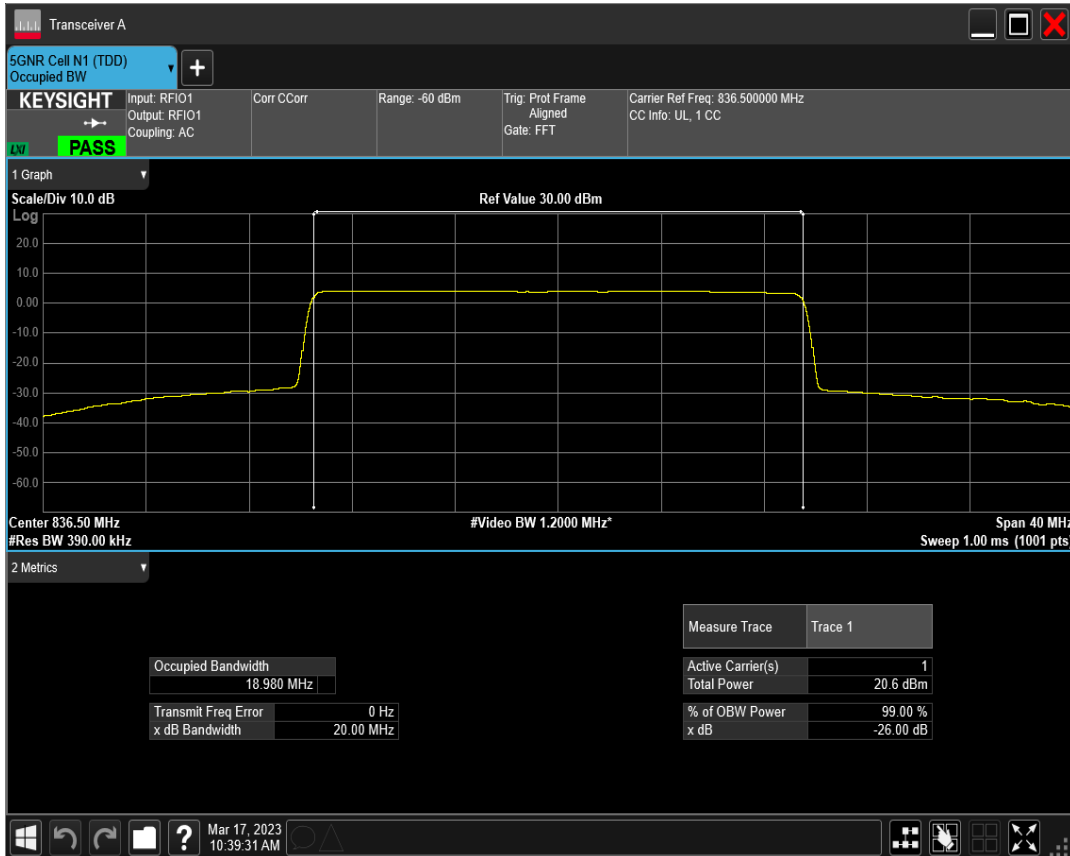 Transceiver A
5GNR Cell N1 (TDD)
Occupied BW
+
KEYSIGHT
LXI
PASS
Input: RFIO1
Output: RFIO1
Coupling: AC
Corr CCorr
Range: -60 dBm
Trig: Prot Frame
Aligned
Gate: FFT
Carrier Ref Freq: 836.500000 MHz
CC Info: UL, 1 CC
1 Graph
Scale/Div 10.0 dB
Ref Value 30.00 dBm
Log
20.0
10.0
0.00
-10.0
-20.0
-30.0
-40.0
-50.0
-60.0
Center 836.50 MHz
#Video BW 1.2000 MHz*
Span 40 MHz
#Res BW 390.00 kHz
Sweep 1.00 ms (1001 pts)
2 Metrics
Measure Trace Trace 1
Occupied Bandwidth
18.980 MHz
Active Carrier(s) 1
Total Power 20.6 dBm
Transmit Freq Error 0 Hz
x dB Bandwidth 20.00 MHz
% of OBW Power 99.00 %
x dB -26.00 dB
?
Mar 17, 2023
10:39:31 AM